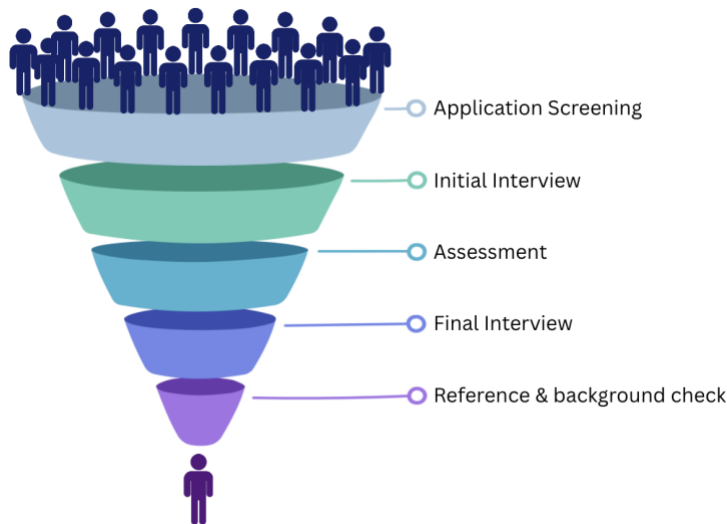 Application Screening
Initial Interview
Assessment
Final Interview
Reference & background check